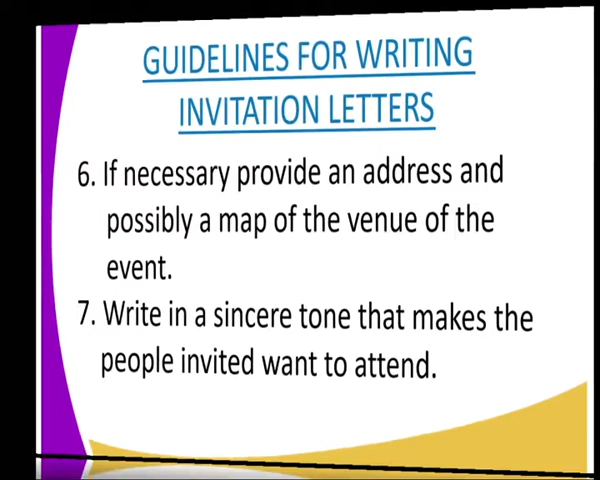 GUIDELINES FOR WRITING
INVITATION LETTERS
6. If necessary provide an address and
possibly a map of the venue of the
event.
7. Write in a sincere tone that makes the
people invited want to attend.